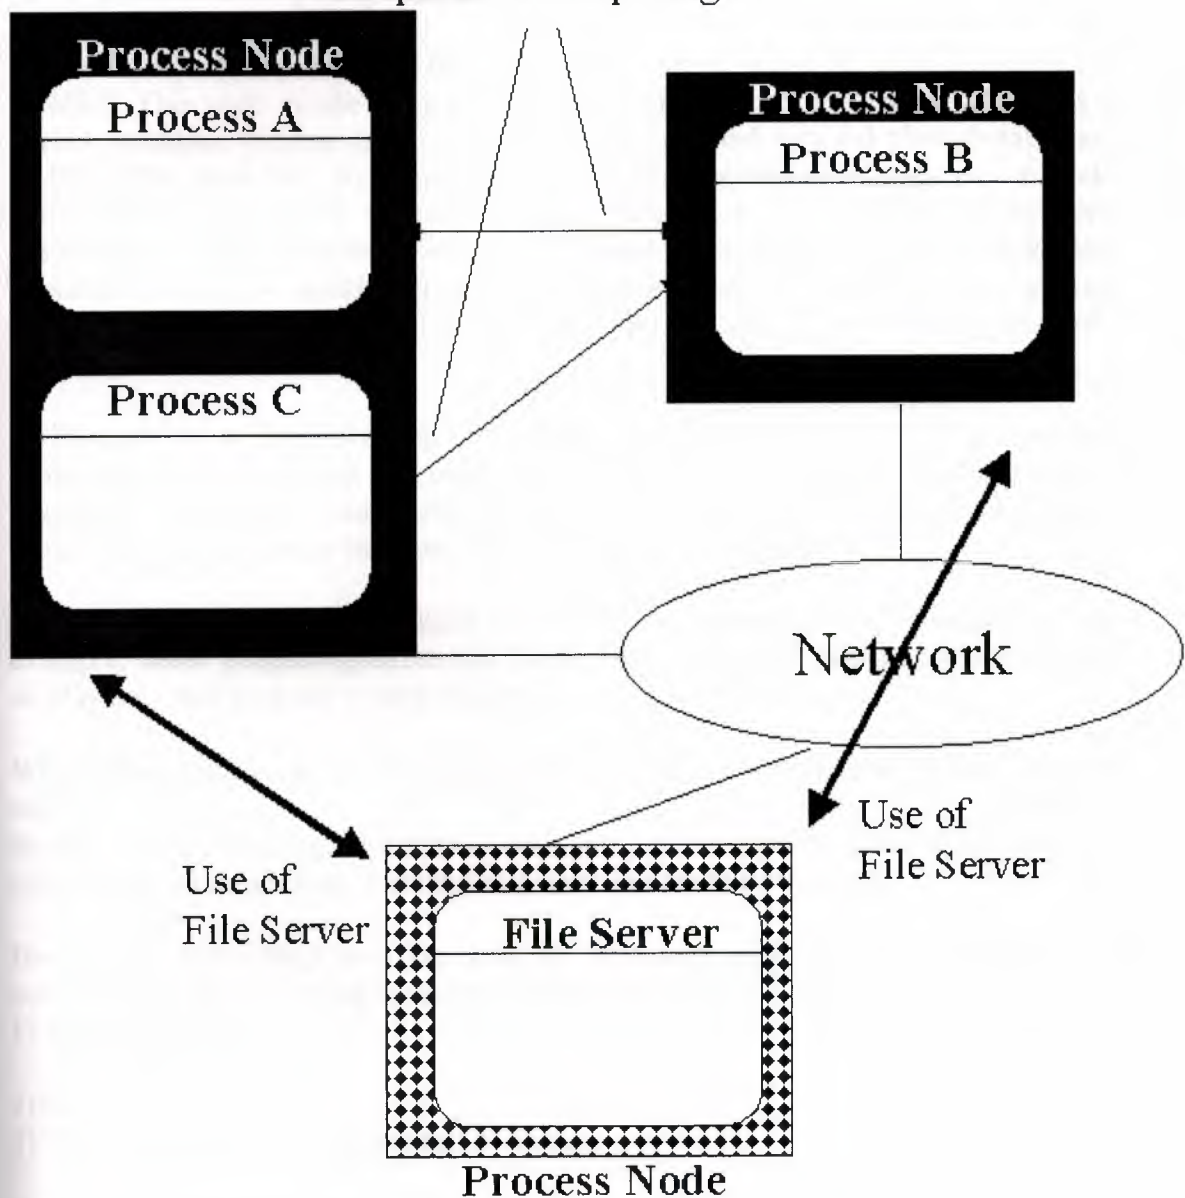 Process Node
Process A
Process C
Process Node
Process B
Network
Use of
File Server
Use of
File Server
File Server
Process Node